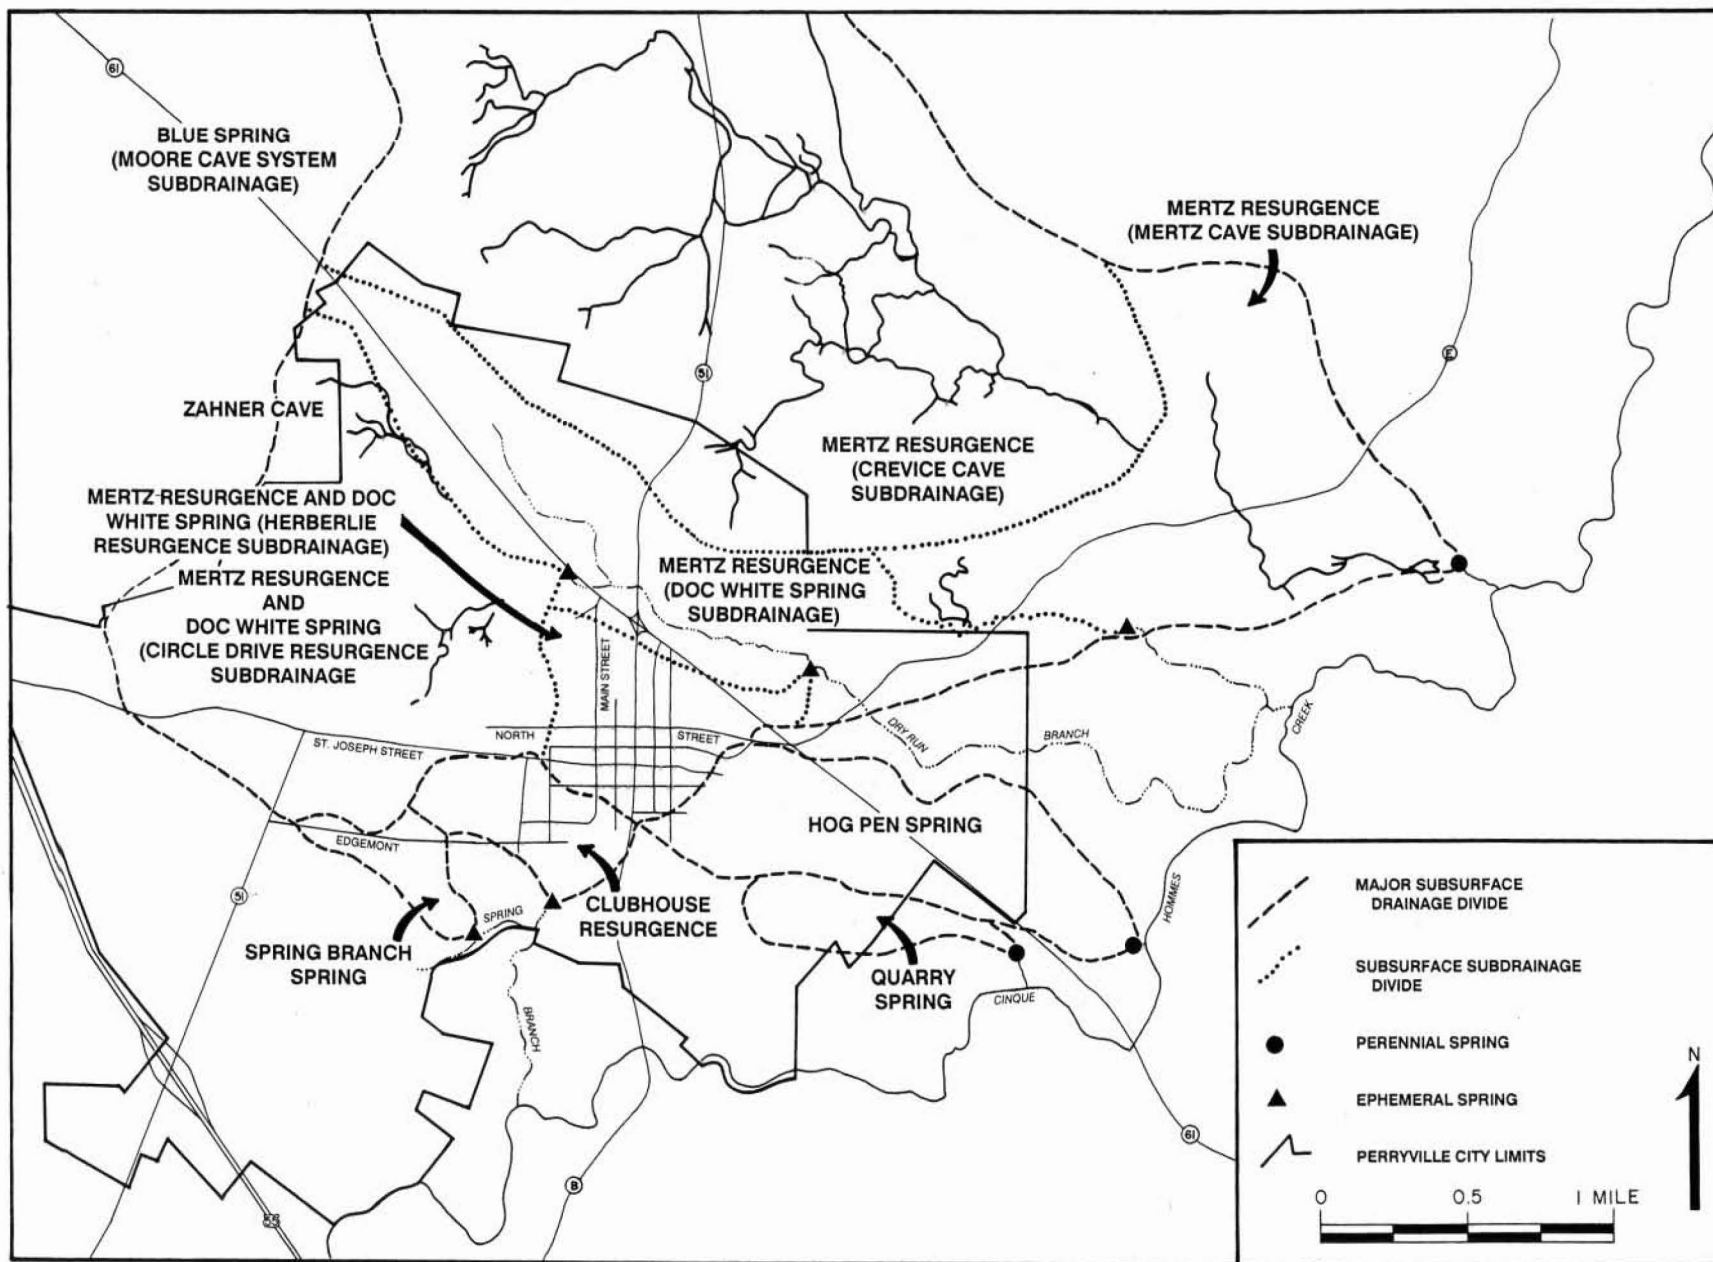 61
BLUE SPRING
(MOORE CAVE SYSTEM
SUBDRAINAGE)
MERTZ RESURGENCE
(MERTZ CAVE SUBDRAINAGE)
E
51
ZAHNER CAVE
MERTZ RESURGENCE
(CREVICE CAVE
SUBDRAINAGE)
MERTZ RESURGENCE AND DOC
WHITE SPRING (HERBERLIE
RESURGENCE SUBDRAINAGE)
MERTZ RESURGENCE
(DOC WHITE SPRING
SUBDRAINAGE)
MERTZ RESURGENCE
AND
DOC WHITE SPRING
(CIRCLE DRIVE RESURGENCE
SUBDRAINAGE
MAIN STREET
NORTH STREET
ST. JOSEPH STREET
DRY RUN BRANCH
CREEK
HOG PEN SPRING
EDGEMONT
HOMMES
51
CLUBHOUSE
RESURGENCE
SPRING
SPRING BRANCH
SPRING
QUARRY
SPRING
CINQUE
BRANCH
61
B
55
MAJOR SUBSURFACE
DRAINAGE DIVIDE
SUBSURFACE SUBDRAINAGE
DIVIDE
PERENNIAL SPRING
EPHEMERAL SPRING
PERRYVILLE CITY LIMITS
N
0 0.5 1 MILE